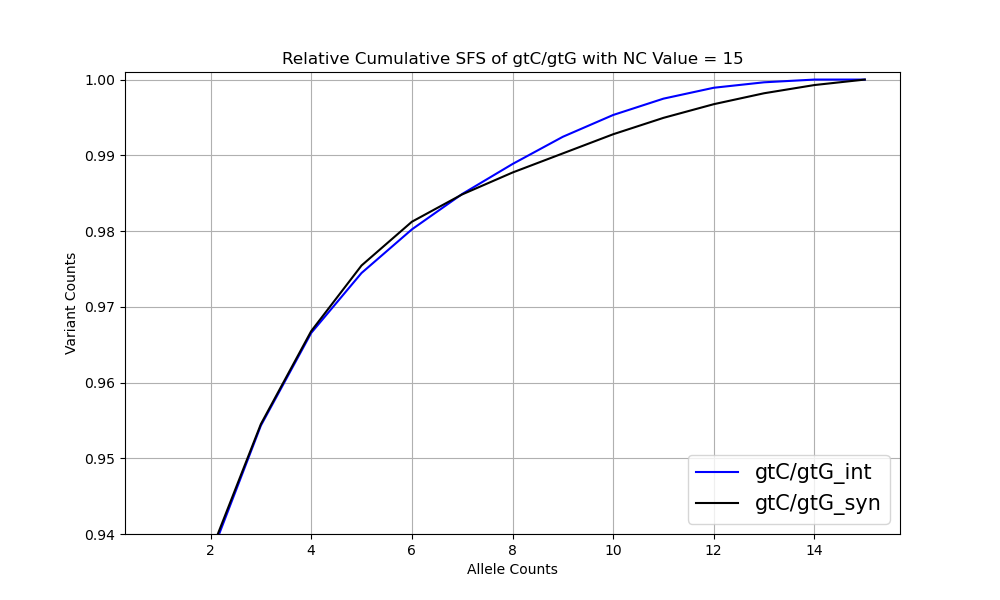 Relative Cumulative SFS of gtC/gtG with NC Value = 15
1.00
0.99
0.98
0.97
0.96
0.95
0.94
Variant Counts
2 4 6 8 10 12 14
Allele Counts
gtC/gtG_int
gtC/gtG_syn